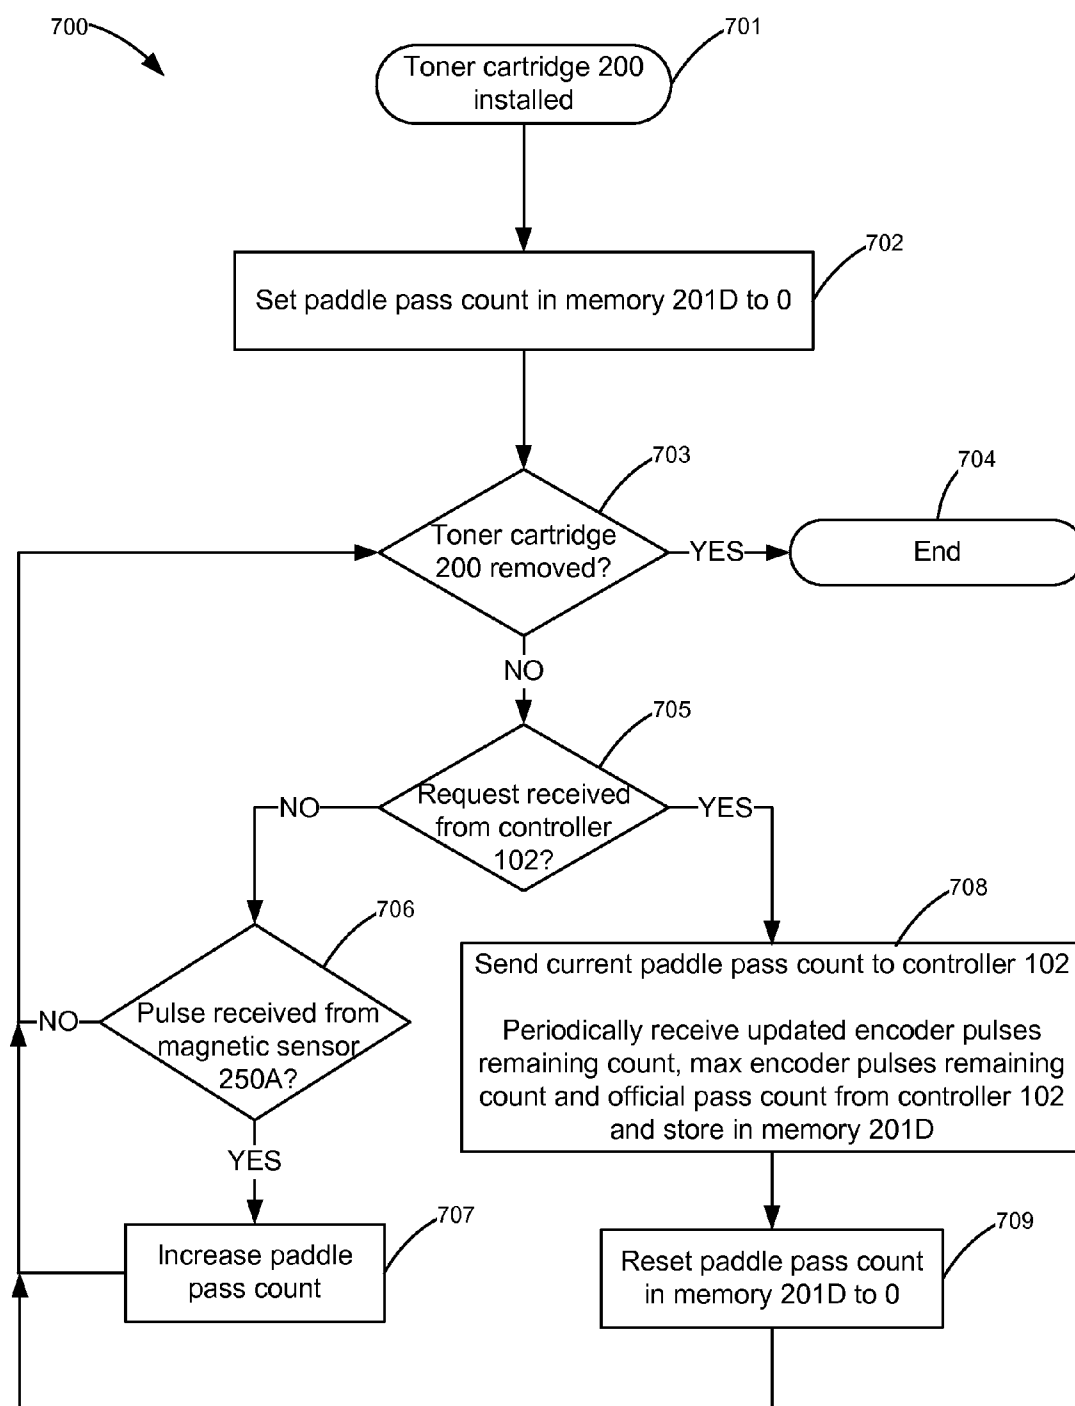 700
701
Toner cartridge 200
installed
702
Set paddle pass count in memory 201D to 0
703
Toner cartridge
200 removed?
YES
704
End
NO
705
Request received
from controller
102?
NO
YES
706
Pulse received from
magnetic sensor
250A?
NO
YES
708
Send current paddle pass count to controller 102
Periodically receive updated encoder pulses
remaining count, max encoder pulses remaining
count and official pass count from controller 102
and store in memory 201D
707
Increase paddle
pass count
709
Reset paddle pass count
in memory 201D to 0